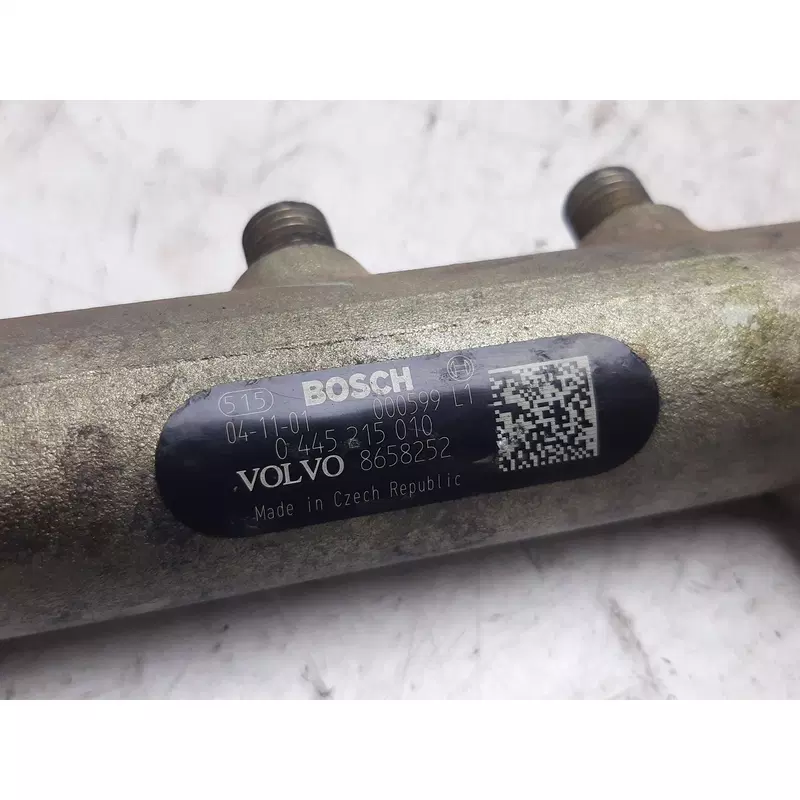 515 BOSCH
04-11-01 000599 L1
0 445 215 010
VOLVO 8658252
Made in Czech Republic